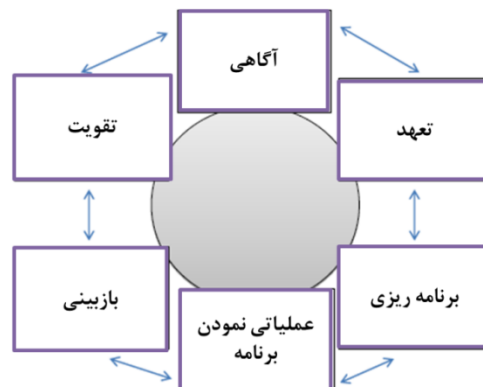 آگاهی
تعهد
تقویت
برنامه ریزی
بازبینی
عملیاتی نمودن
برنامه